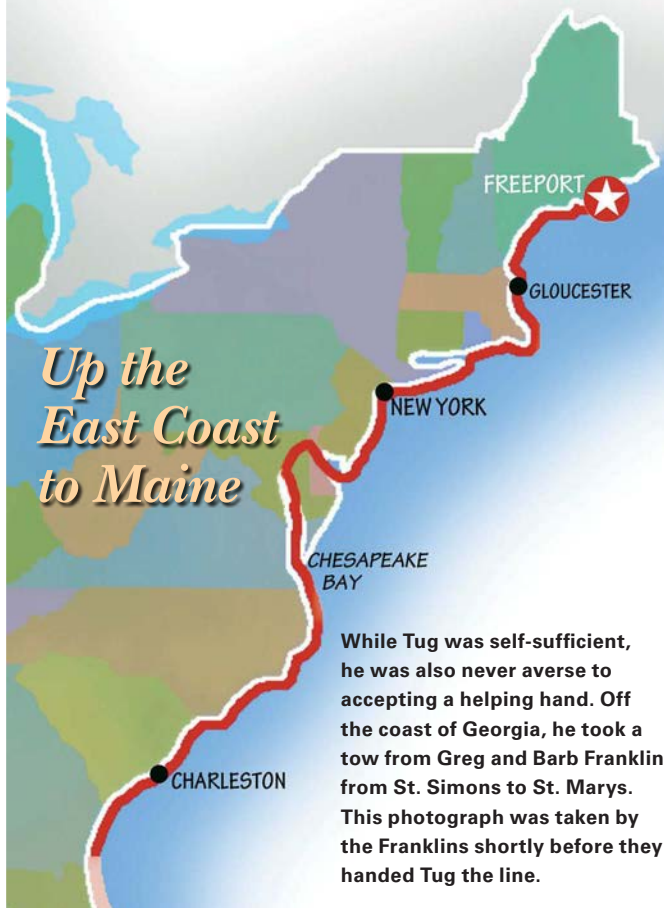 FREEPORT
GLOUCESTER
Up the
East Coast
to Maine
NEW YORK
CHESAPEAKE
BAY
While Tug was self-sufficient,
he was also never averse to
accepting a helping hand. Off
the coast of Georgia, he took a
tow from Greg and Barb Franklin
from St. Simons to St. Marys.
This photograph was taken by
the Franklins shortly before they
handed Tug the line.
CHARLESTON